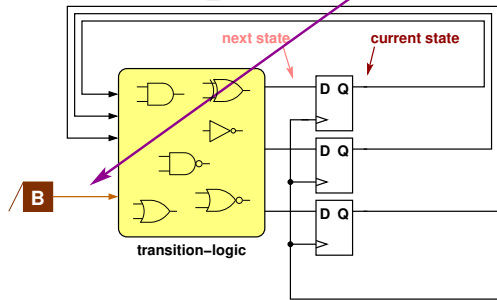 next state
current state
D Q
D Q
D Q
B
transition-logic